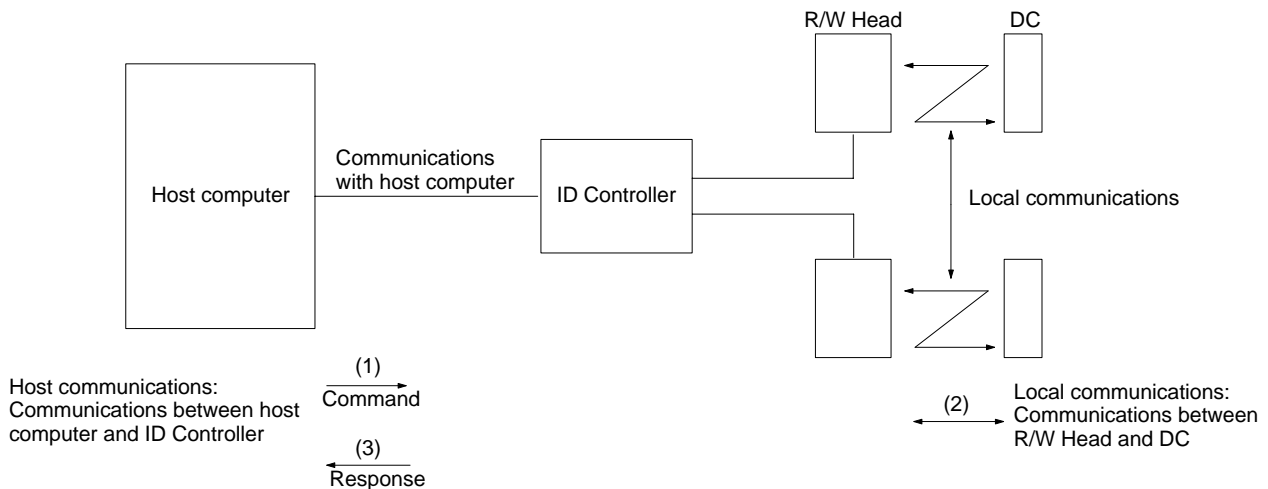 R/W Head
DC
Host computer
Communications
with host computer
ID Controller
Local communications
Host communications:
Communications between host
computer and ID Controller
(1)
Command
(3)
Response
(2)
Local communications:
Communications between
R/W Head and DC